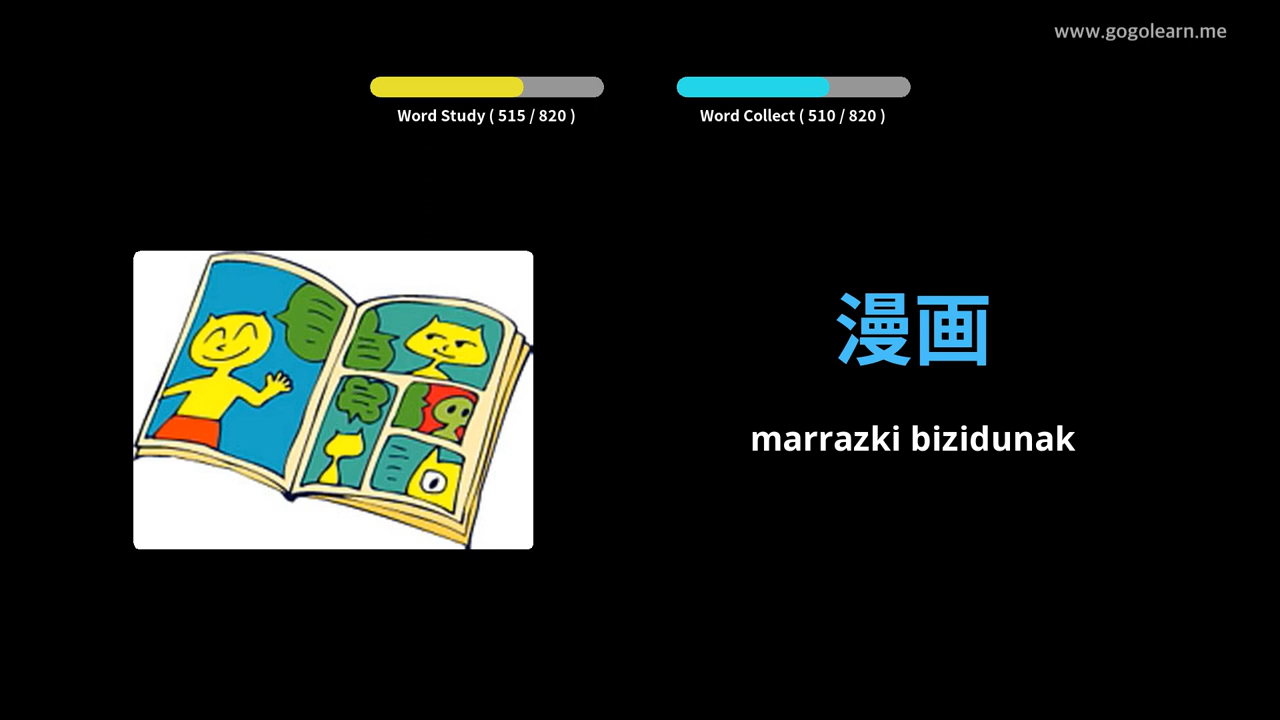 www.gogolearn.me
Word Study ( 515 / 820 )
Word Collect ( 510 / 820 )
漫画
marrazki bizidunak